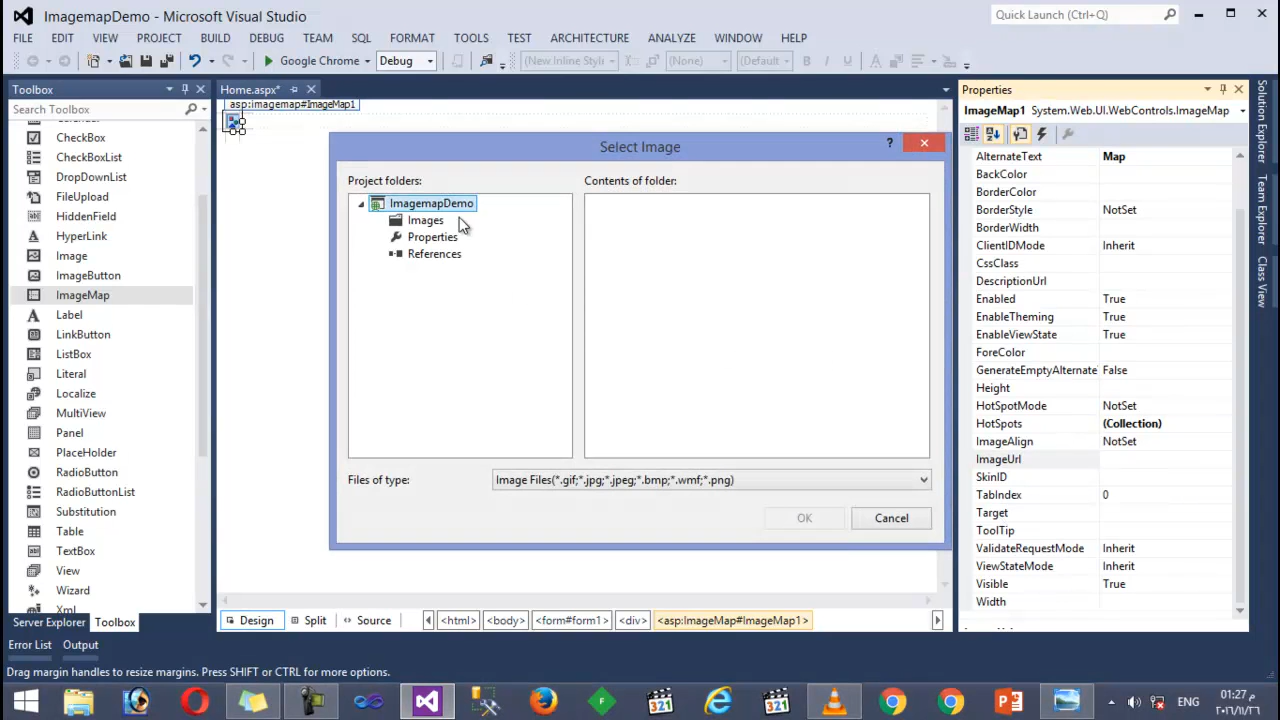 ImagemapDemo - Microsoft Visual Studio
Quick Launch (Ctrl+Q)
FILE EDIT VIEW PROJECT BUILD DEBUG TEAM SQL FORMAT TOOLS TEST ARCHITECTURE ANALYZE WINDOW HELP
Google Chrome Debug (New Inline Style) (None) (Default) B I U A
Toolbox
Search Toolbox
CheckBox
CheckBoxList
DropDownList
FileUpload
HiddenField
HyperLink
Image
ImageButton
ImageMap
Label
LinkButton
ListBox
Literal
Localize
MultiView
Panel
PlaceHolder
RadioButton
RadioButtonList
Substitution
Table
TextBox
View
Wizard
Xml
Server Explorer Toolbox
Home.aspx*
asp:imagemap#ImageMap1
Select Image
?
Project folders:
Contents of folder:
ImagemapDemo
Images
Properties
References
Files of type:
Image Files(*.gif;*.jpg;*.jpeg;*.bmp;*.wmf;*.png)
OK Cancel
Design Split Source <html> <body> <form#form1> <div> <asp:ImageMap#ImageMap1>
Properties
ImageMap1 System.Web.UI.WebControls.ImageMap
AlternateText Map
BackColor
BorderColor
BorderStyle NotSet
BorderWidth
ClientIDMode Inherit
CssClass
DescriptionUrl
Enabled True
EnableTheming True
EnableViewState True
ForeColor
GenerateEmptyAlternate False
Height
HotSpotMode NotSet
HotSpots (Collection)
ImageAlign NotSet
ImageUrl
SkinID
TabIndex 0
Target
ToolTip
ValidateRequestMode Inherit
ViewStateMode Inherit
Visible True
Width
Solution Explorer
Team Explorer
Class View
Error List Output
Drag margin handles to resize margins. Press SHIFT or CTRL for more options.
321
321
ENG
01:27 م
٢٠١٦/١١/٢٦